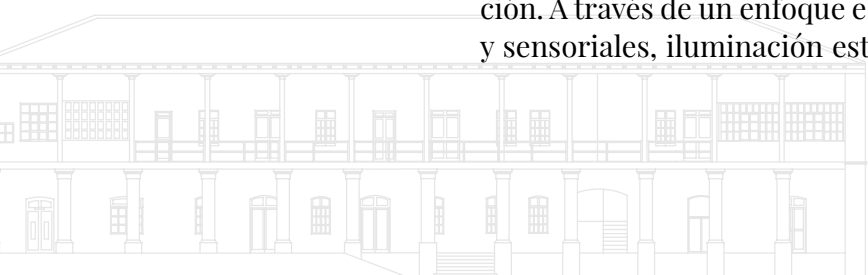 ción. A través de un enfoque e
y sensoriales, iluminación est